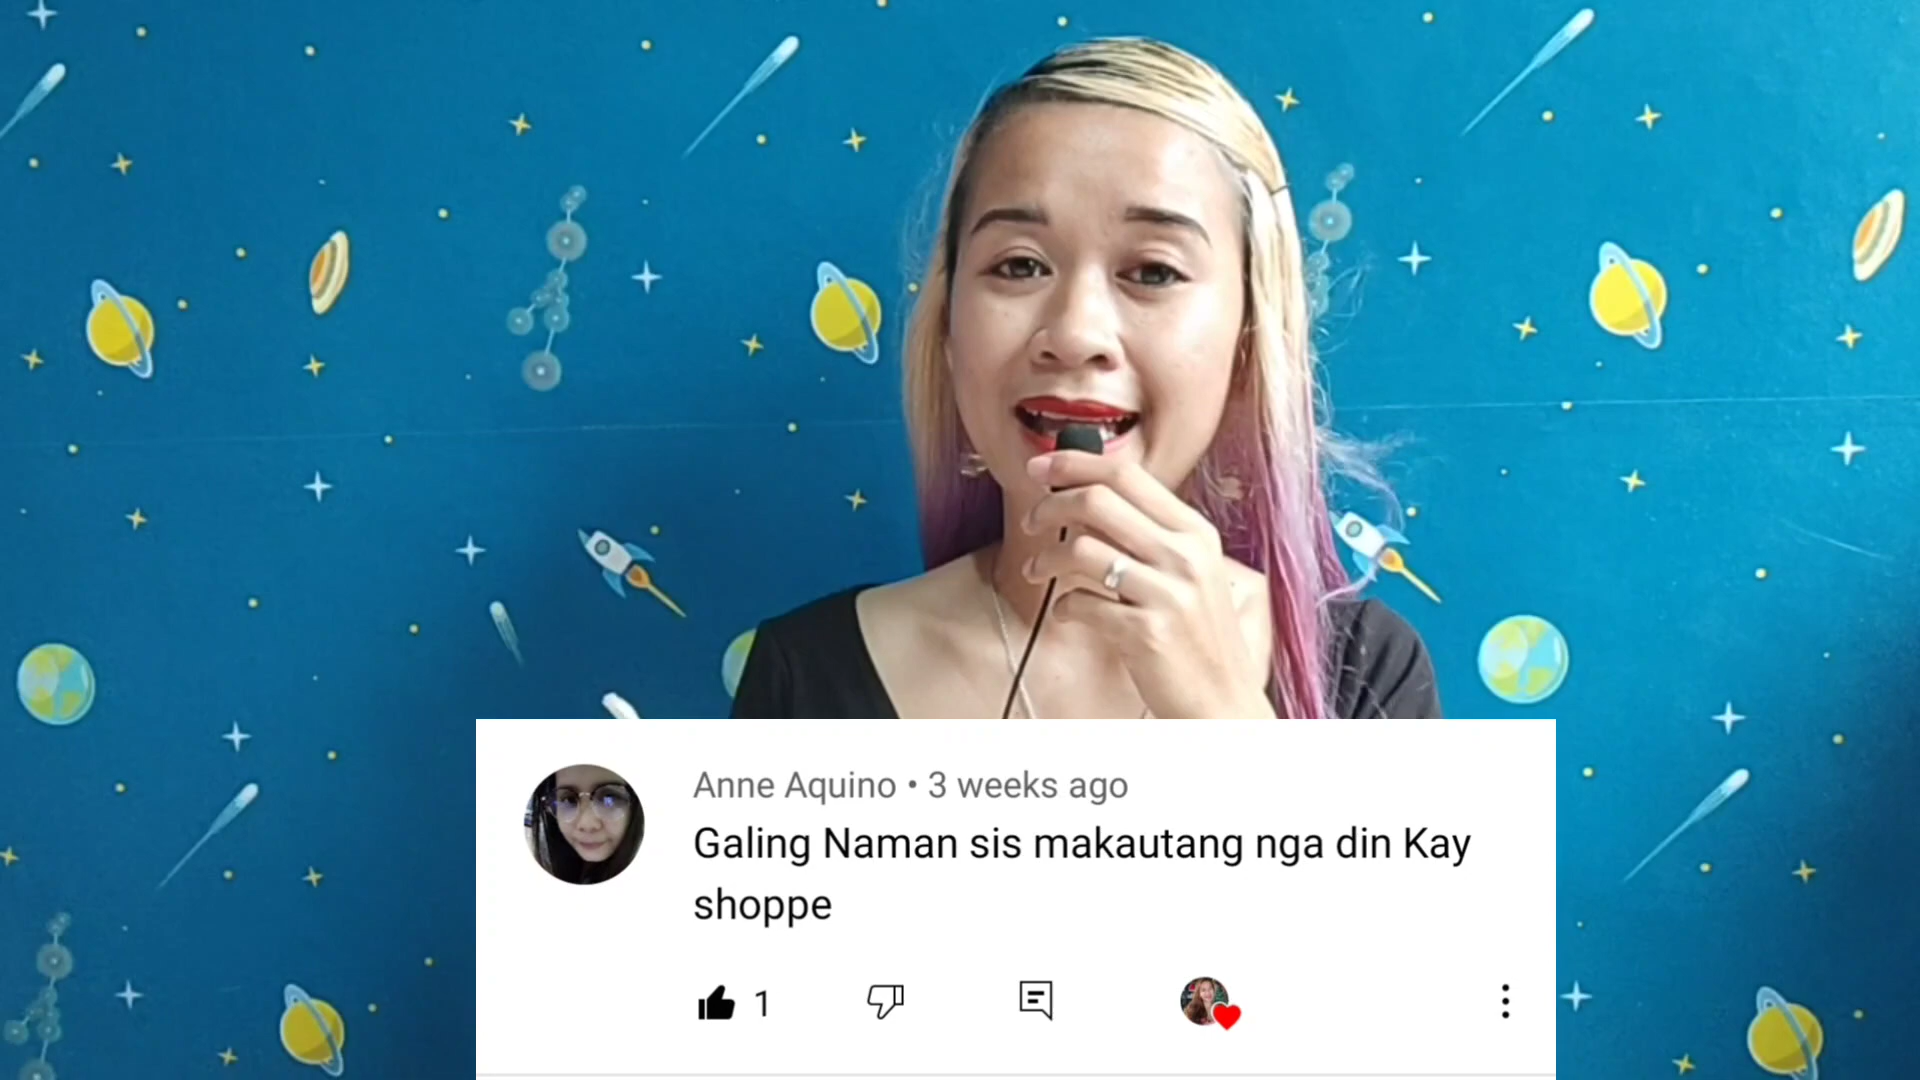 Anne Aquino • 3 weeks ago
Galing Naman sis makautang nga din Kay
shoppe
1